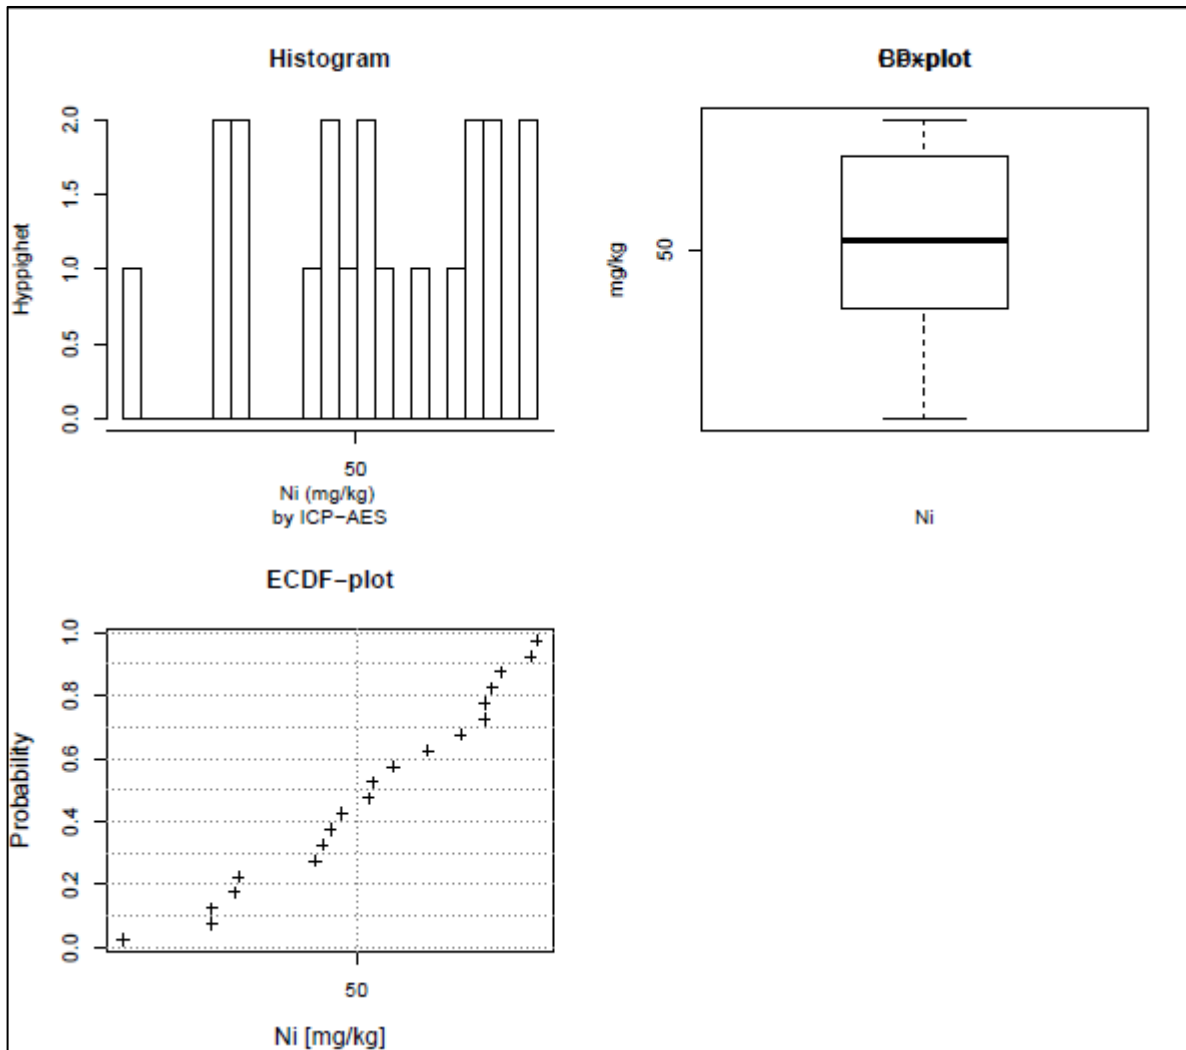 Histogram
Hyppighet
2.0
1.5
1.0
0.5
0.0
50
Ni (mg/kg)
by ICP-AES
mg/kg
50
Ni
ECDF-plot
Probability
1.0
0.8
0.6
0.4
0.2
0.0
50
Ni [mg/kg]